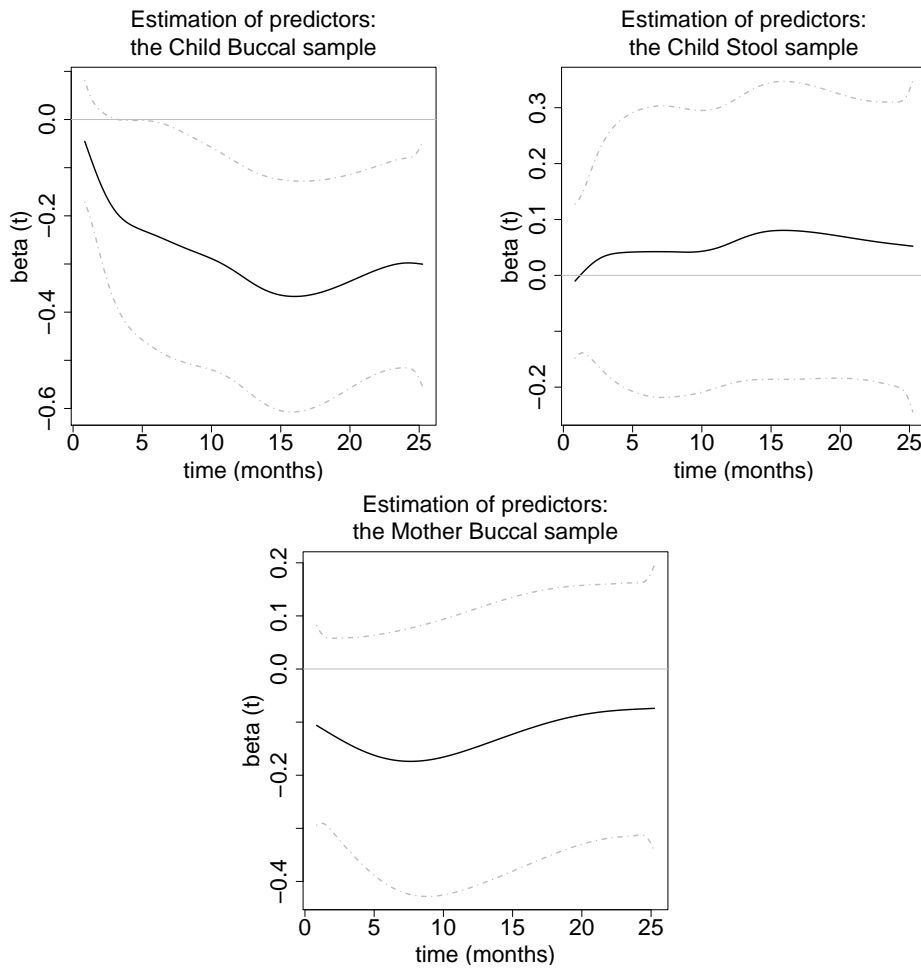 Estimation of predictors:
the Child Buccal sample
beta (t)
0.0
−0.2
−0.4
−0.6
0 5 10 15 20 25
time (months)
Estimation of predictors:
the Child Stool sample
beta (t)
0.3
0.1
0.0
−0.2
0 5 10 15 20 25
time (months)
Estimation of predictors:
the Mother Buccal sample
beta (t)
0.2
0.1
0.0
−0.2
−0.4
0 5 10 15 20 25
time (months)